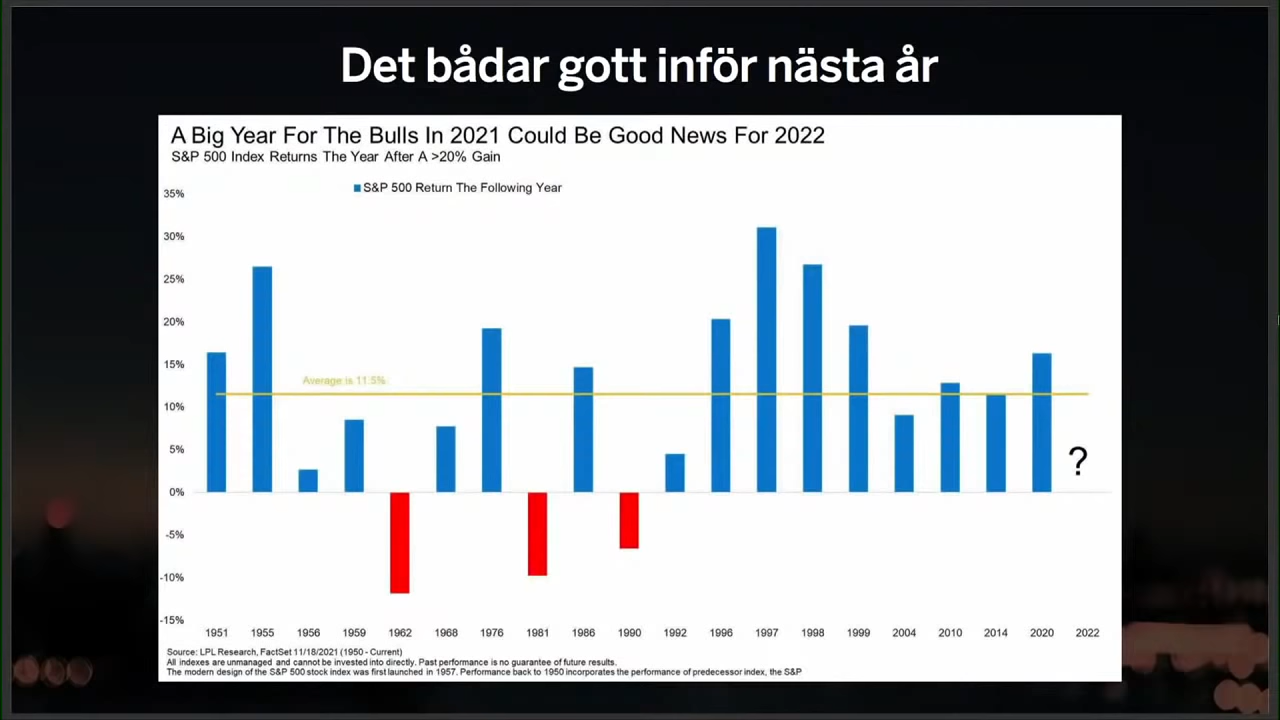 Det bådar gott inför nästa år
A Big Year For The Bulls In 2021 Could Be Good News For 2022
S&P 500 Index Returns The Year After A >20% Gain
S&P 500 Return The Following Year
35%
30%
25%
20%
15%
Average is 11.5%
10%
5%
?
0%
-5%
-10%
-15%
1951 1955 1956 1959 1962 1968 1976 1981 1986 1990 1992 1996 1997 1998 1999 2004 2010 2014 2020 2022
Source: LPL Research, FactSet 11/18/2021 (1950 - Current)
All indexes are unmanaged and cannot be invested into directly. Past performance is no guarantee of future results.
The modern design of the S&P 500 stock index was first launched in 1957. Performance back to 1950 incorporates the performance of predecessor index, the S&P